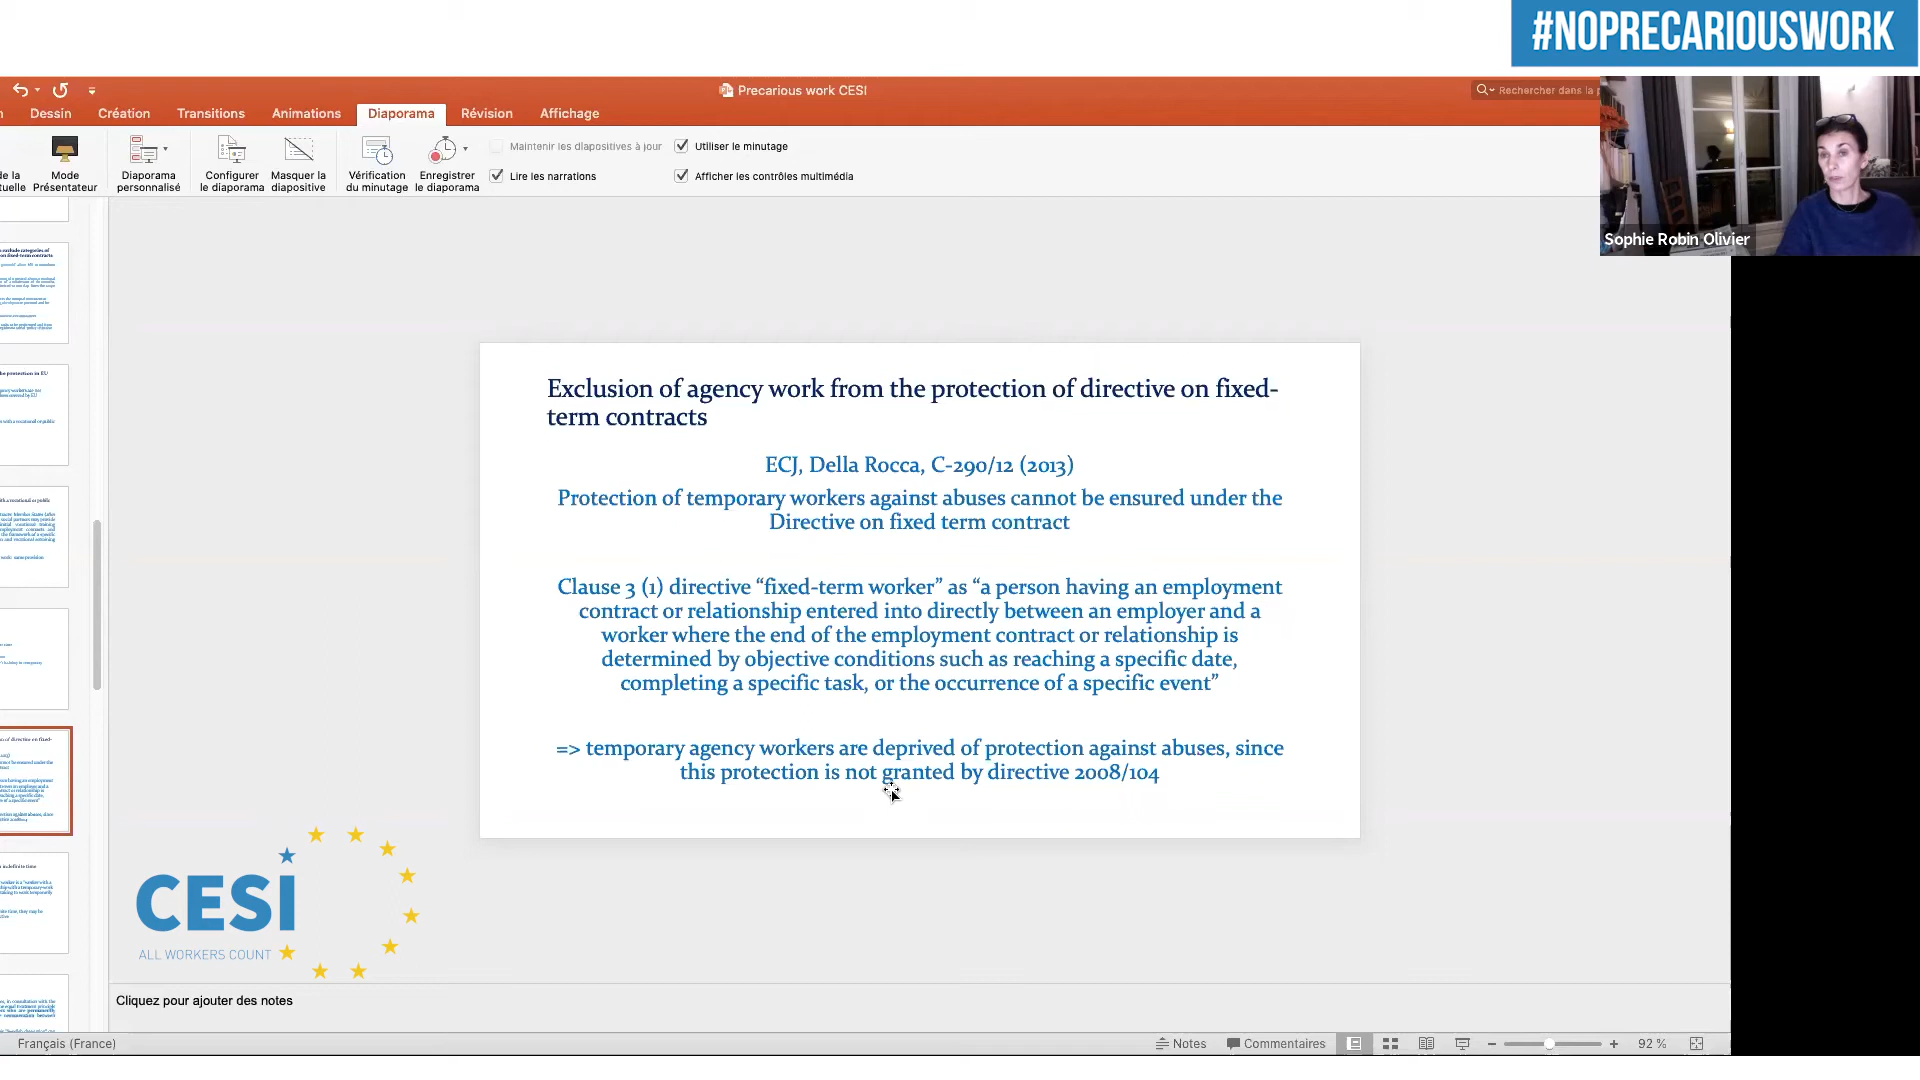 #NOPRECARIOUSWORK
Precarious work CESI
Rechercher dans la
Dessin
Création
Transitions
Animations
Diaporama
Révision
Affichage
Mode
Présentateur
Diaporama
personnalisé
Configurer
le diaporama
Masquer la
diapositive
Vérification
du minutage
Enregistrer
le diaporama
Maintenir les diapositives à jour
Utiliser le minutage
Lire les narrations
Afficher les contrôles multimédia
Sophie Robin Olivier
Exclusion of agency work from the protection of directive on fixed-
term contracts
ECJ, Della Rocca, C-290/12 (2013)
Protection of temporary workers against abuses cannot be ensured under the
Directive on fixed term contract
Clause 3 (1) directive “fixed-term worker” as “a person having an employment
contract or relationship entered into directly between an employer and a
worker where the end of the employment contract or relationship is
determined by objective conditions such as reaching a specific date,
completing a specific task, or the occurrence of a specific event”
=> temporary agency workers are deprived of protection against abuses, since
this protection is not granted by directive 2008/104
CESI
ALL WORKERS COUNT
Cliquez pour ajouter des notes
Français (France)
Notes
Commentaires
92 %